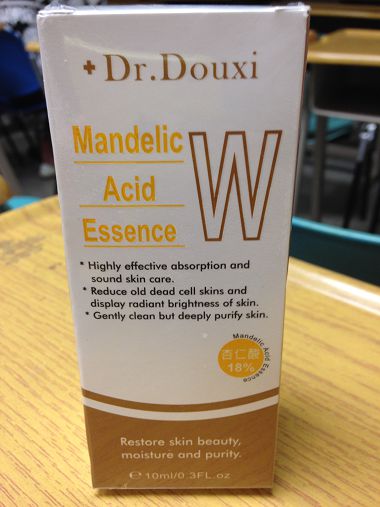 Dr.Douxi
Mandelic
Acid
Essence
W
* Highly effective absorption and
sound skin care.
* Reduce old dead cell skins and
display radiant brightness of skin.
* Gently clean but deeply purify skin.
Mandelic Acid Essence
杏仁酸
18%
Restore skin beauty,
moisture and purity.
℮ 10ml/0.3FL.oz